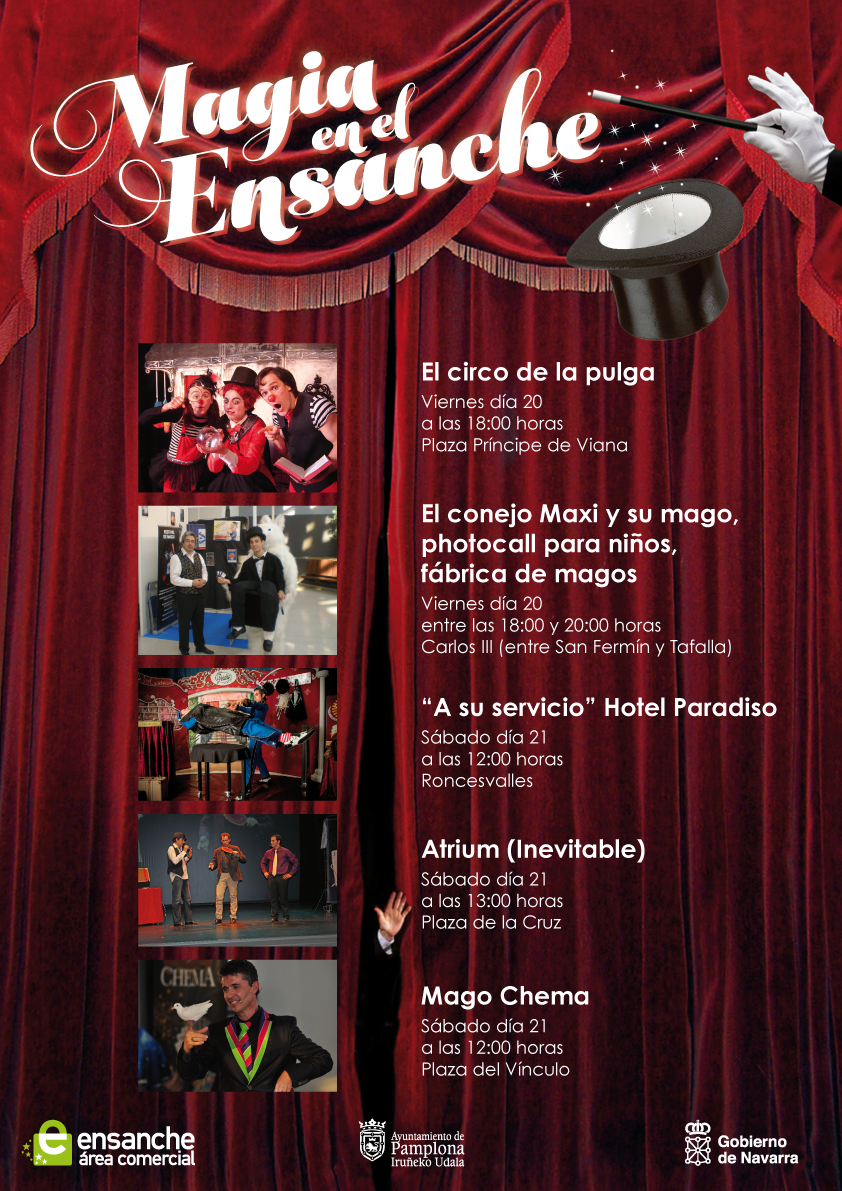 Magia
en el
Ensanche
El circo de la pulga
Viernes día 20
a las 18:00 horas
Plaza Príncipe de Viana
El conejo Maxi y su mago,
photocall para niños,
fábrica de magos
Viernes día 20
entre las 18:00 y 20:00 horas
Carlos III (entre San Fermín y Tafalla)
“A su servicio” Hotel Paradiso
Sábado día 21
a las 12:00 horas
Roncesvalles
Atrium (Inevitable)
Sábado día 21
a las 13:00 horas
Plaza de la Cruz
CHEMA
Mago Chema
Sábado día 21
a las 12:00 horas
Plaza del Vínculo
e ensanche
área comercial
Ayuntamiento de
Pamplona
Iruñeko Udala
Gobierno
de Navarra